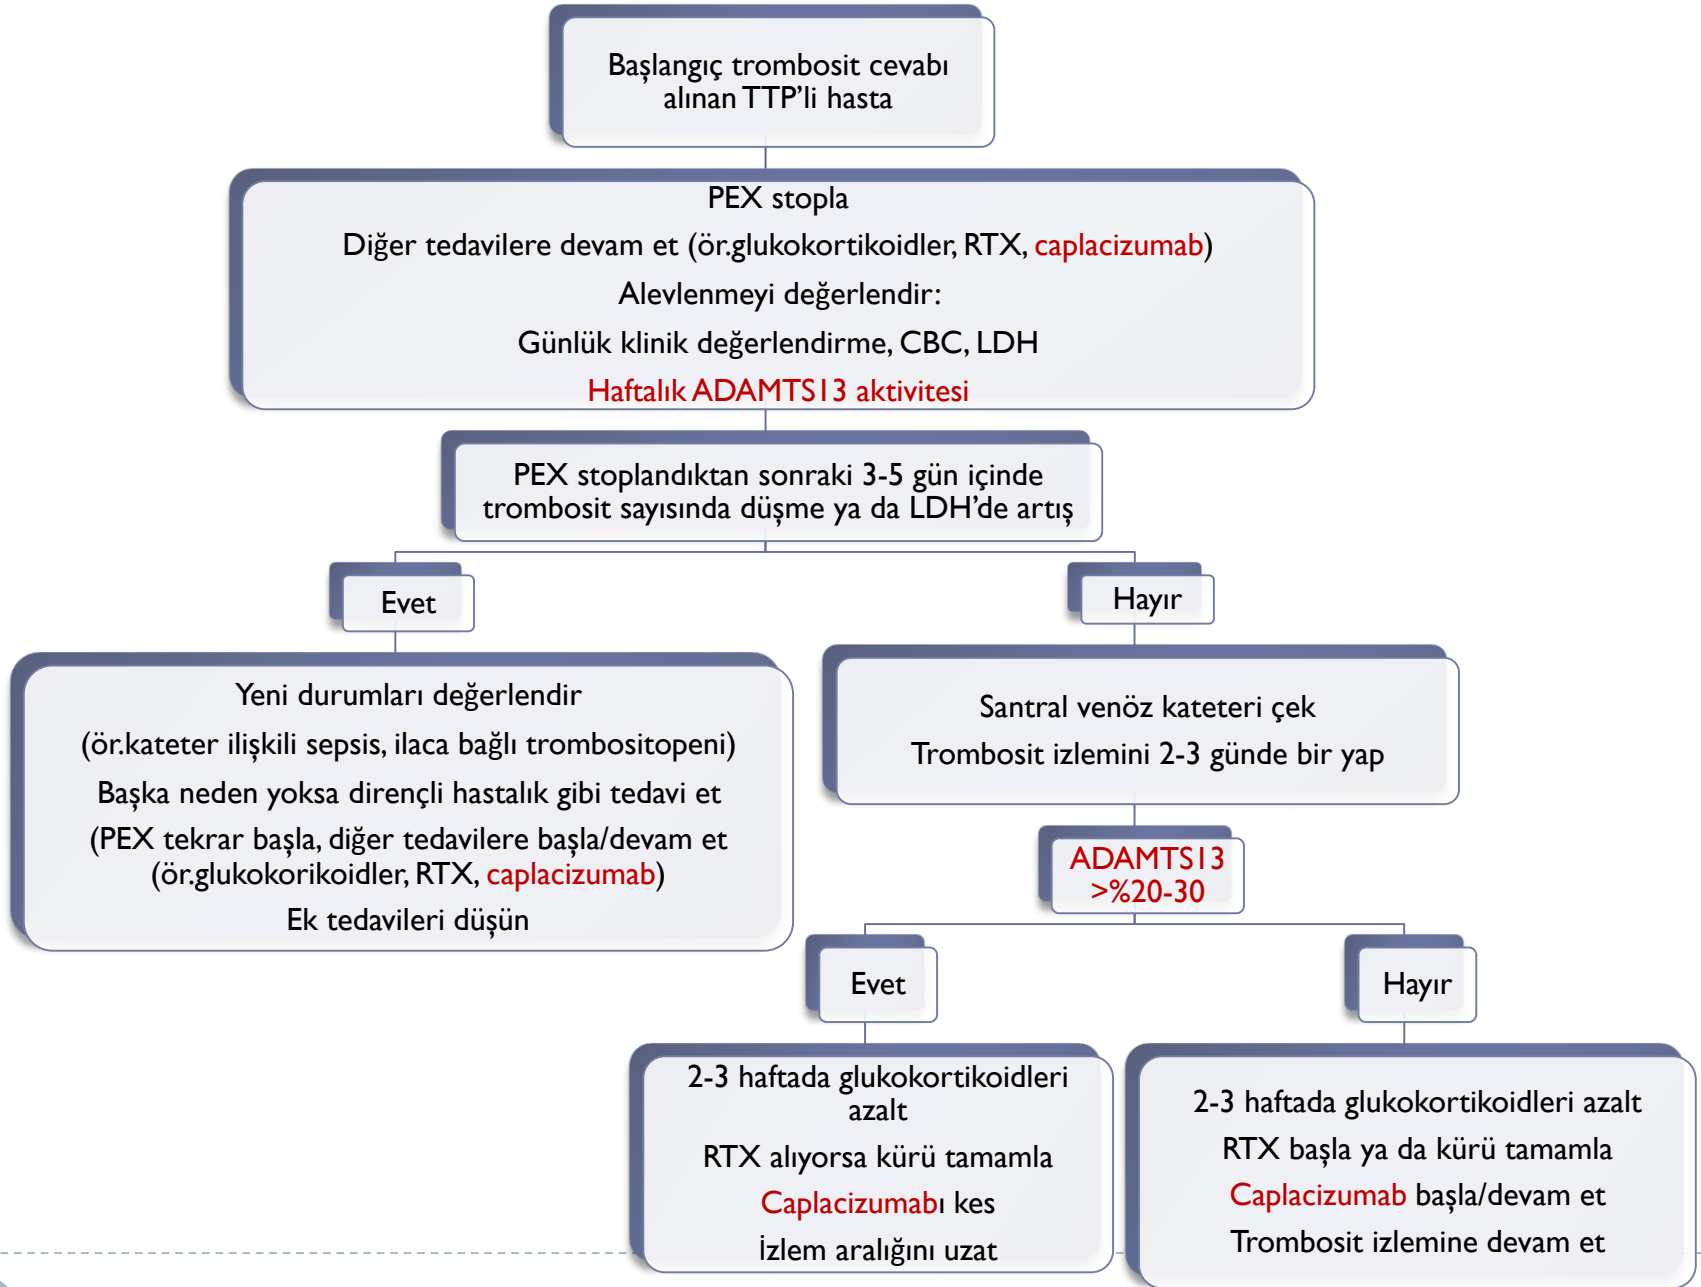 Başlangıç trombosit cevabı
alınan TTP’li hasta
PEX stopla
Diğer tedavilere devam et (ör.glukokortikoidler, RTX, caplacizumab)
Alevlenmeyi değerlendir:
Günlük klinik değerlendirme, CBC, LDH
Haftalık ADAMTS13 aktivitesi
PEX stoplandıktan sonraki 3-5 gün içinde
trombosit sayısında düşme ya da LDH’de artış
Evet
Hayır
Yeni durumları değerlendir
(ör.kateter ilişkili sepsis, ilaca bağlı trombositopeni)
Başka neden yoksa dirençli hastalık gibi tedavi et
(PEX tekrar başla, diğer tedavilere başla/devam et
(ör.glukokorikoidler, RTX, caplacizumab)
Ek tedavileri düşün
Santral venöz kateteri çek
Trombosit izlemini 2-3 günde bir yap
ADAMTS13
>%20-30
Evet
Hayır
2-3 haftada glukokortikoidleri
azalt
RTX alıyorsa kürü tamamla
Caplacizumabı kes
İzlem aralığını uzat
2-3 haftada glukokortikoidleri azalt
RTX başla ya da kürü tamamla
Caplacizumab başla/devam et
Trombosit izlemine devam et